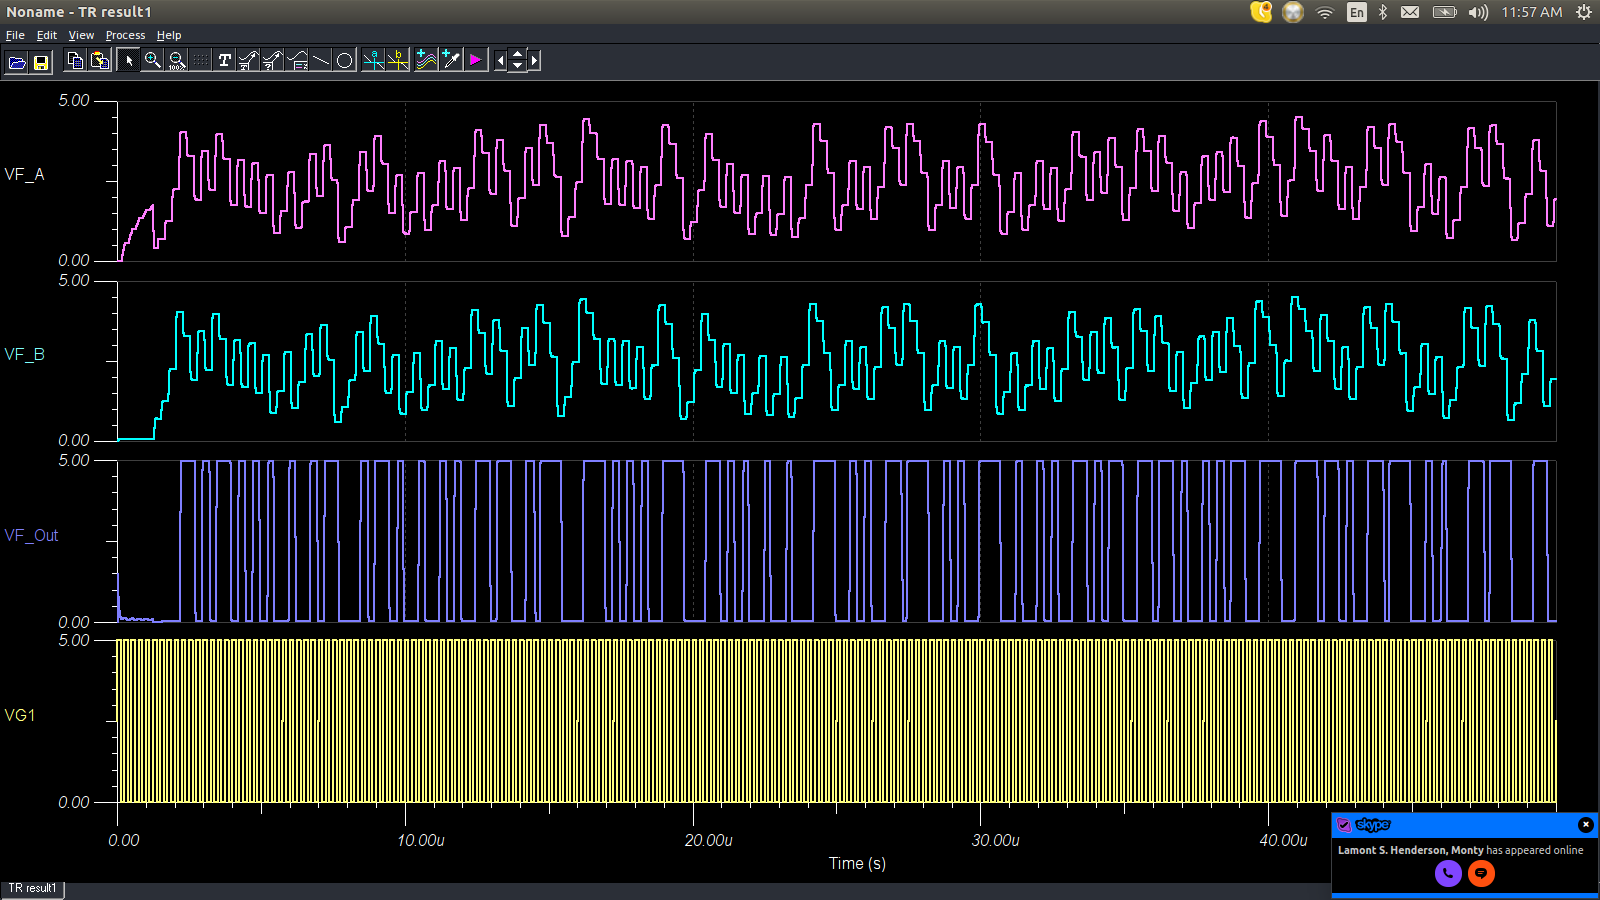 Noname - TR result1
En
11:57 AM
File Edit View Process Help
T
100%
a
b
5.00
VF_A
0.00
5.00
VF_B
0.00
5.00
VF_Out
0.00
5.00
VG1
0.00
0.00 10.00u 20.00u 30.00u 40.00u
Time (s)
skype
Lamont S. Henderson, Monty has appeared online
TR result1